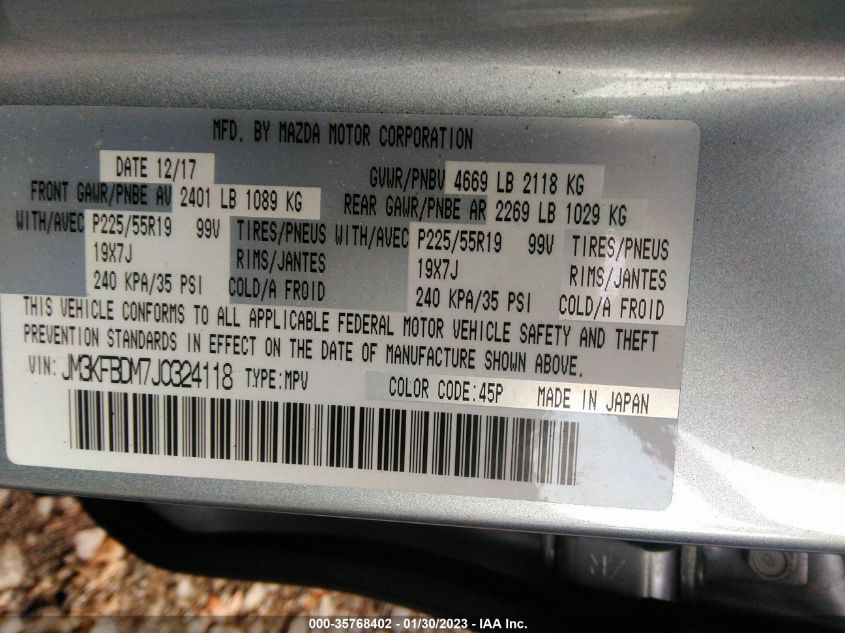 MFD. BY MAZDA MOTOR CORPORATION
DATE 12/17 GVWR/PNBV 4669 LB 2118 KG
FRONT GAWR/PNBE AV 2401 LB 1089 KG REAR GAWR/PNBE AR 2269 LB 1029 KG
WITH/AVEC P225/55R19 99V TIRES/PNEUS WITH/AVEC P225/55R19 99V TIRES/PNEUS
19X7J RIMS/JANTES 19X7J RIMS/JANTES
240 KPA/35 PSI COLD/A FROID 240 KPA/35 PSI COLD/A FROID
THIS VEHICLE CONFORMS TO ALL APPLICABLE FEDERAL MOTOR VEHICLE SAFETY AND THEFT
PREVENTION STANDARDS IN EFFECT ON THE DATE OF MANUFACTURE SHOWN ABOVE.
VIN: JM3KFBDM7J0324118 TYPE:MPV COLOR CODE:45P MADE IN JAPAN
000-35768402 - 01/30/2023 - IAA Inc.